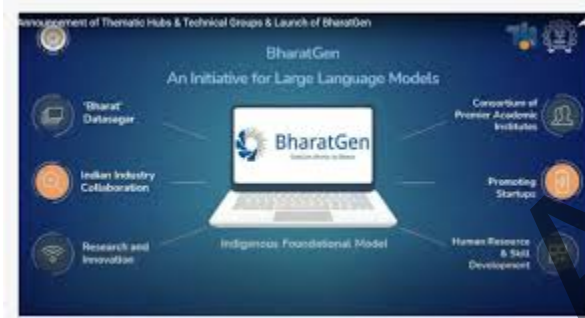 Announcement of Thematic Hubs & Technical Groups & Launch of BharatGen
BharatGen
An Initiative for Large Language Models
'Bharat'
Datasagar
Indian Industry
Collaboration
Research and
Innovation
BharatGen
Indigenous Foundational Model
Consortium of
Premier Academic
Institutes
Promoting
Startups
Human Resource
& Skill
Development